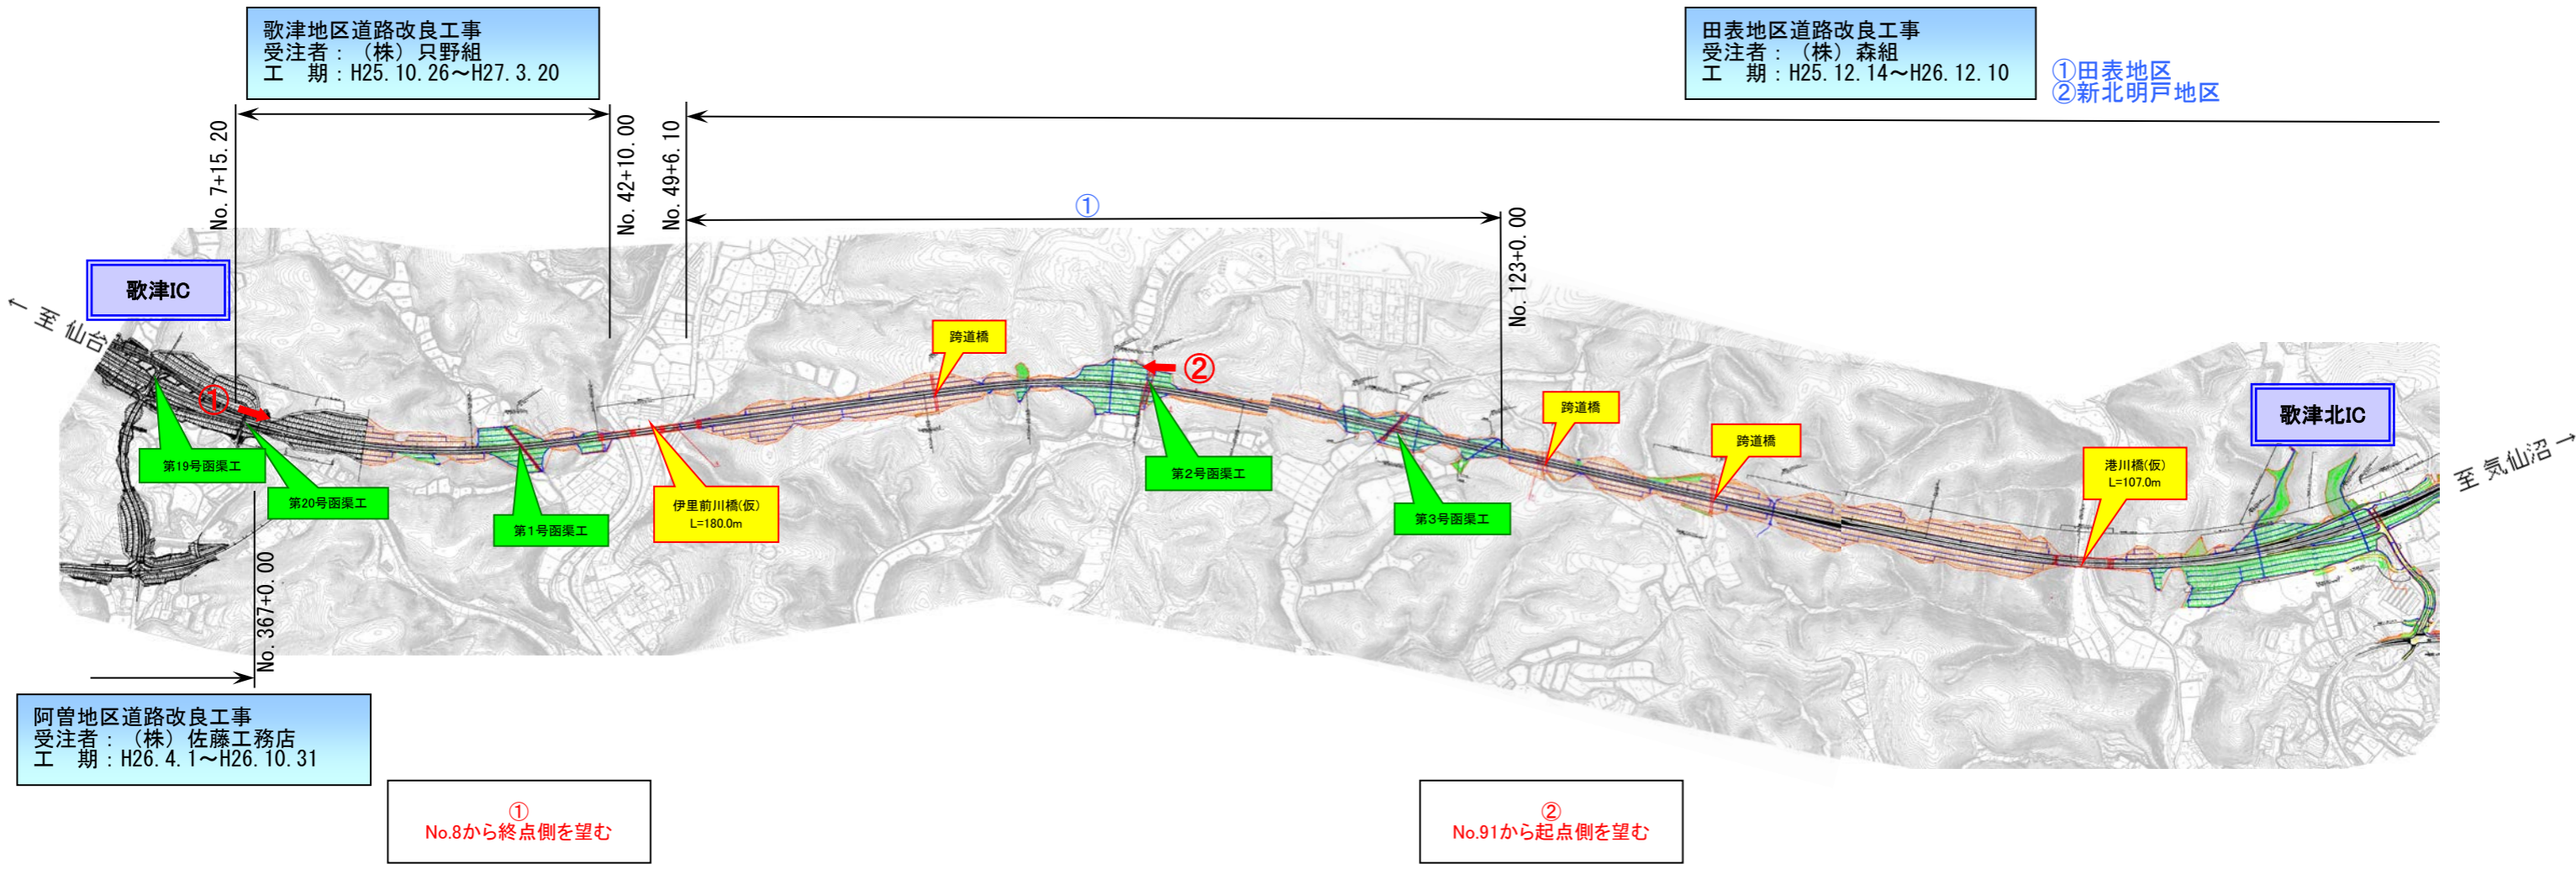 歌津地区道路改良工事
受注者：（株）只野組
工　期：H25.10.26～H27.3.20
田表地区道路改良工事
受注者：（株）森組
工　期：H25.12.14～H26.12.10
①田表地区
②新北明戸地区
No.7+15.20
No.42+10.00
No.49+6.10
①
No.123+0.00
歌津IC
←至 仙台
①
跨道橋
②
跨道橋
跨道橋
歌津北IC
至 気仙沼→
第19号函渠工
第20号函渠工
第1号函渠工
伊里前川橋(仮)
L=180.0m
第2号函渠工
第3号函渠工
港川橋(仮)
L=107.0m
No.367+0.00
阿曽地区道路改良工事
受注者：（株）佐藤工務店
工　期：H26.4.1～H26.10.31
①
No.8から終点側を望む
②
No.91から起点側を望む